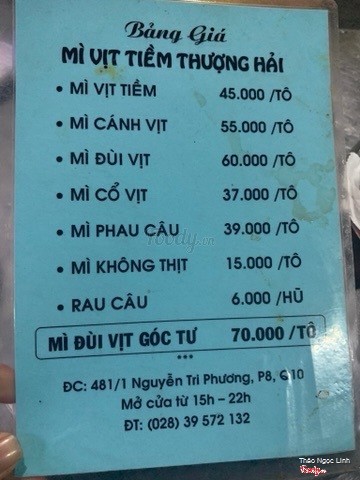 Bảng Giá
MÌ VỊT TIỀM THƯỢNG HẢI
• MÌ VỊT TIỀM 45.000 /TÔ
• MÌ CÁNH VỊT 55.000 /TÔ
• MÌ ĐÙI VỊT 60.000 /TÔ
• MÌ CỔ VỊT 37.000 /TÔ
• MÌ PHAU CÂU 39.000 /TÔ
• MÌ KHÔNG THỊT 15.000 /TÔ
• RAU CÂU 6.000 /HŨ
MÌ ĐÙI VỊT GÓC TƯ 70.000 /TÔ
***
ĐC: 481/1 Nguyễn Tri Phương, P8, Q10
Mở cửa từ 15h – 22h
ĐT: (028) 39 572 132
foody.vn
Thảo Ngọc Linh